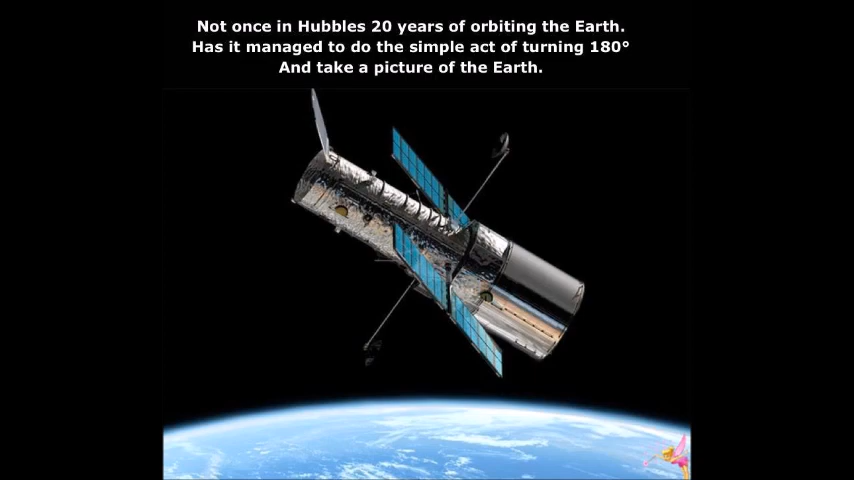 Not once in Hubbles 20 years of orbiting the Earth.
Has it managed to do the simple act of turning 180°
And take a picture of the Earth.